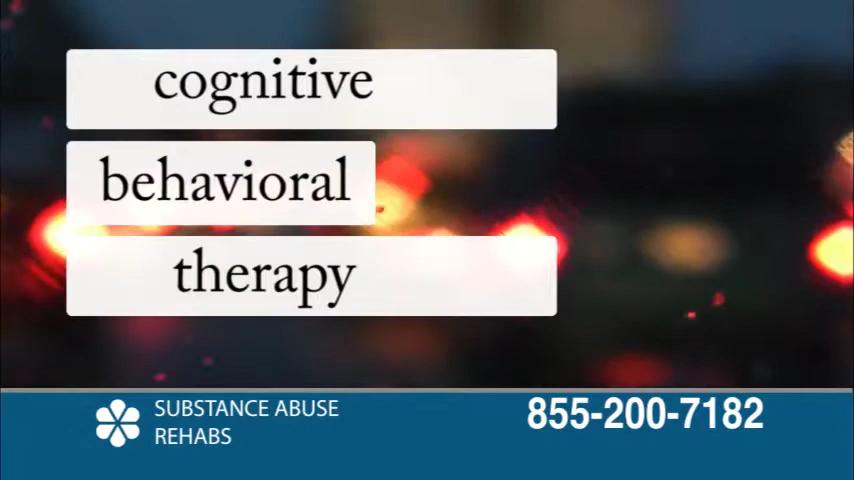 cognitive
behavioral
therapy
SUBSTANCE ABUSE
REHABS
855-200-7182